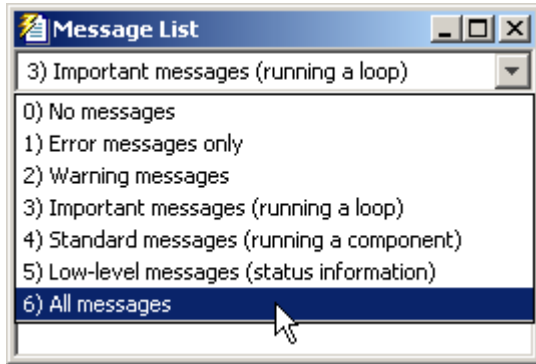 Message List
3) Important messages (running a loop)
0) No messages
1) Error messages only
2) Warning messages
3) Important messages (running a loop)
4) Standard messages (running a component)
5) Low-level messages (status information)
6) All messages